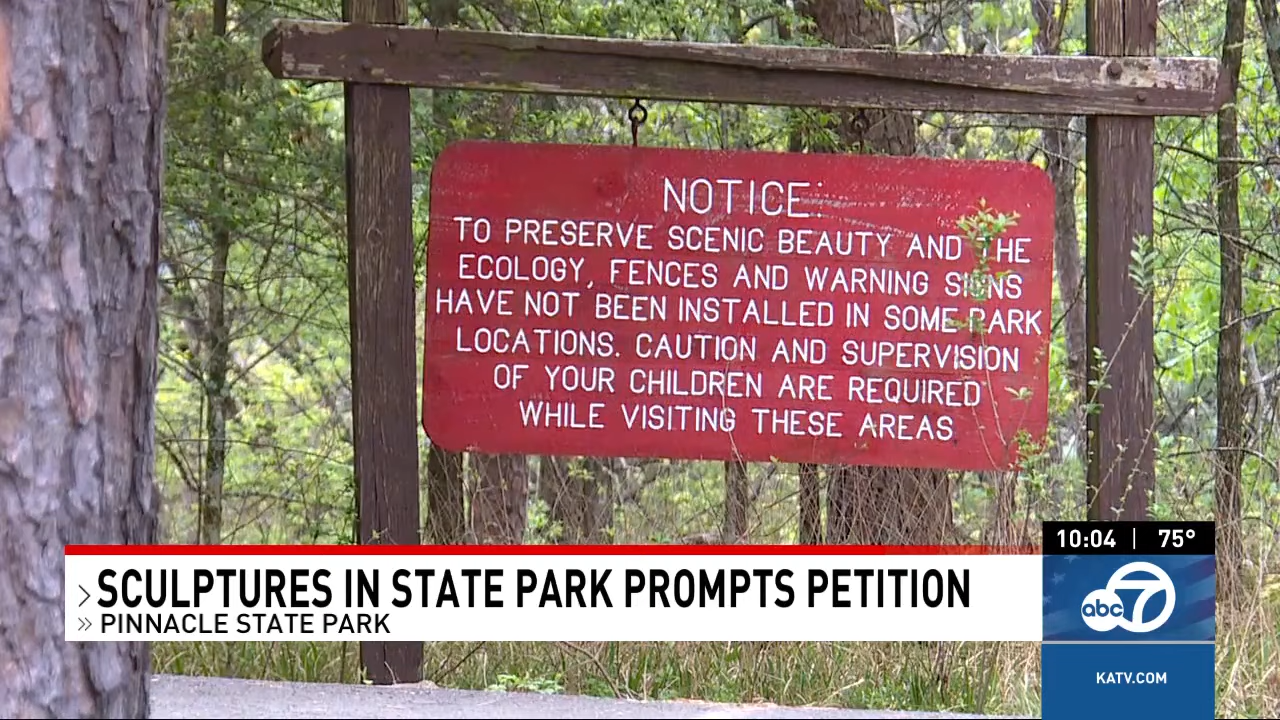 NOTICE:
TO PRESERVE SCENIC BEAUTY AND THE
ECOLOGY, FENCES AND WARNING SIGNS
HAVE NOT BEEN INSTALLED IN SOME PARK
LOCATIONS. CAUTION AND SUPERVISION
OF YOUR CHILDREN ARE REQUIRED
WHILE VISITING THESE AREAS
10:04 | 75°
SCULPTURES IN STATE PARK PROMPTS PETITION
PINNACLE STATE PARK
abc 7
KATV.COM